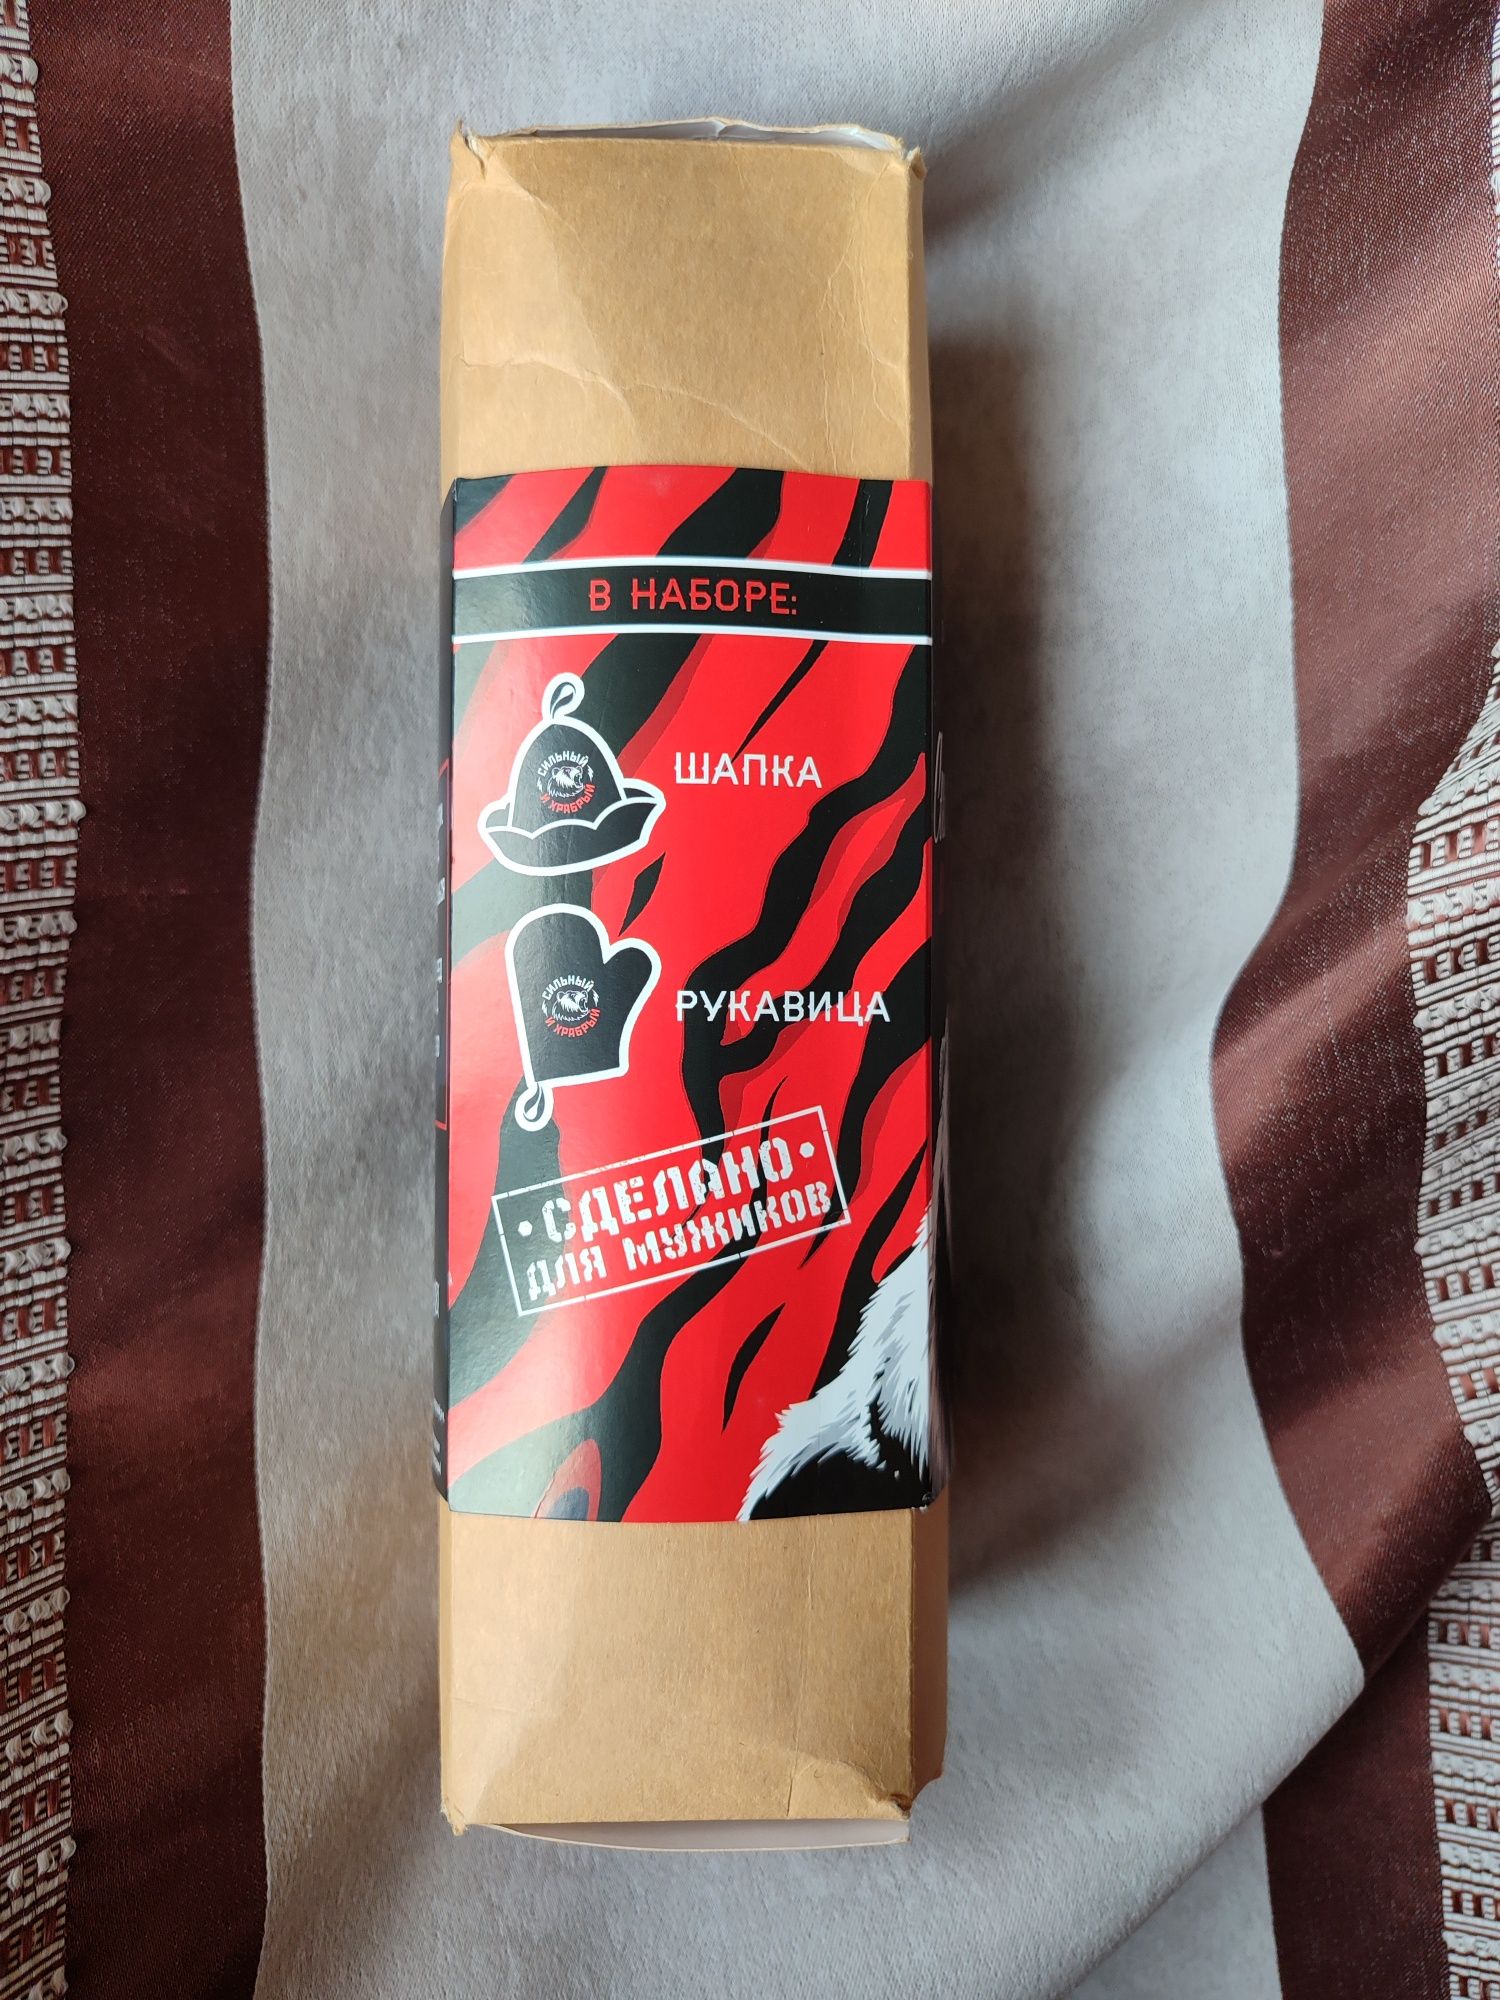 В НАБОРЕ:
СИЛЬНЫЙ
И ХРАБРЫЙ
ШАПКА
СИЛЬНЫЙ
И ХРАБРЫЙ
РУКАВИЦА
• СДЕЛАНО •
ДЛЯ МУЖИКОВ